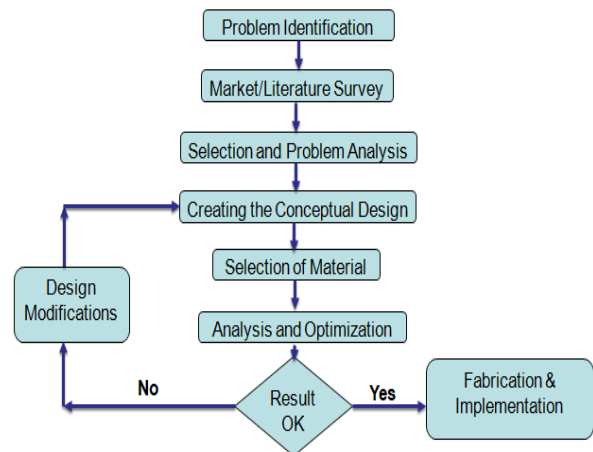 Problem Identification
Market/Literature Survey
Selection and Problem Analysis
Creating the Conceptual Design
Selection of Material
Design
Modifications
Analysis and Optimization
No
Result
OK
Yes
Fabrication &
Implementation